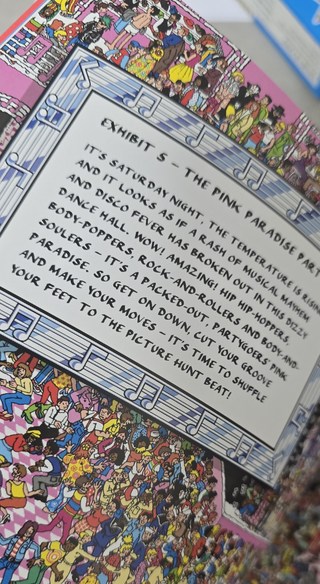 EXHIBIT 5 - THE PINK PARADISE PART
IT'S SATURDAY NIGHT, THE TEMPERATURE IS RISIN
AND IT LOOKS AS IF A RASH OF MUSICAL MAYHEM
AND DISCO FEVER HAS BROKEN OUT IN THIS DIZZY
DANCE HALL. WOW! AMAZING! HIP HIP-HOPPERS,
BODY-POPPERS, ROCK-AND-ROLLERS AND BODY-AND-
SOULERS - IT'S A PACKED-OUT, PARTYGOERS' PINK
PARADISE. SO GET ON DOWN, CUT YOUR GROOVE
AND MAKE YOUR MOVES - IT'S TIME TO SHUFFLE
YOUR FEET TO THE PICTURE HUNT BEAT!